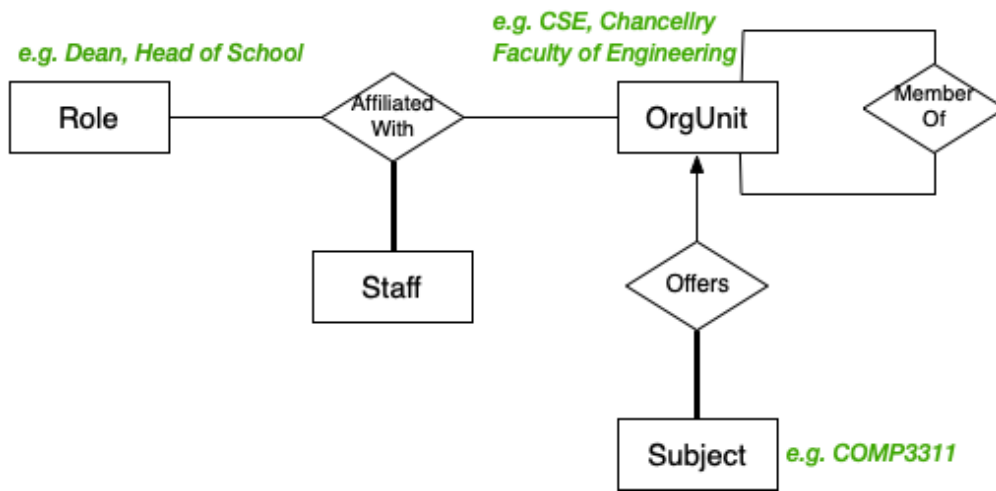 e.g. CSE, Chancellry
e.g. Dean, Head of School
Faculty of Engineering
Role
Affiliated
With
OrgUnit
Member
Of
Staff
Offers
Subject
e.g. COMP3311